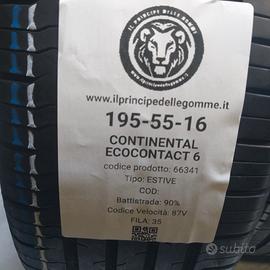 IL PRINCIPE DELLE GOMME
www.ilprincipedellegomme.it
195-55-16
CONTINENTAL
ECOCONTACT 6
codice prodotto: 66341
Tipo: ESTIVE
COD:
Battistrada: 90%
Codice Velocità: 87V
FILA: 35
subito